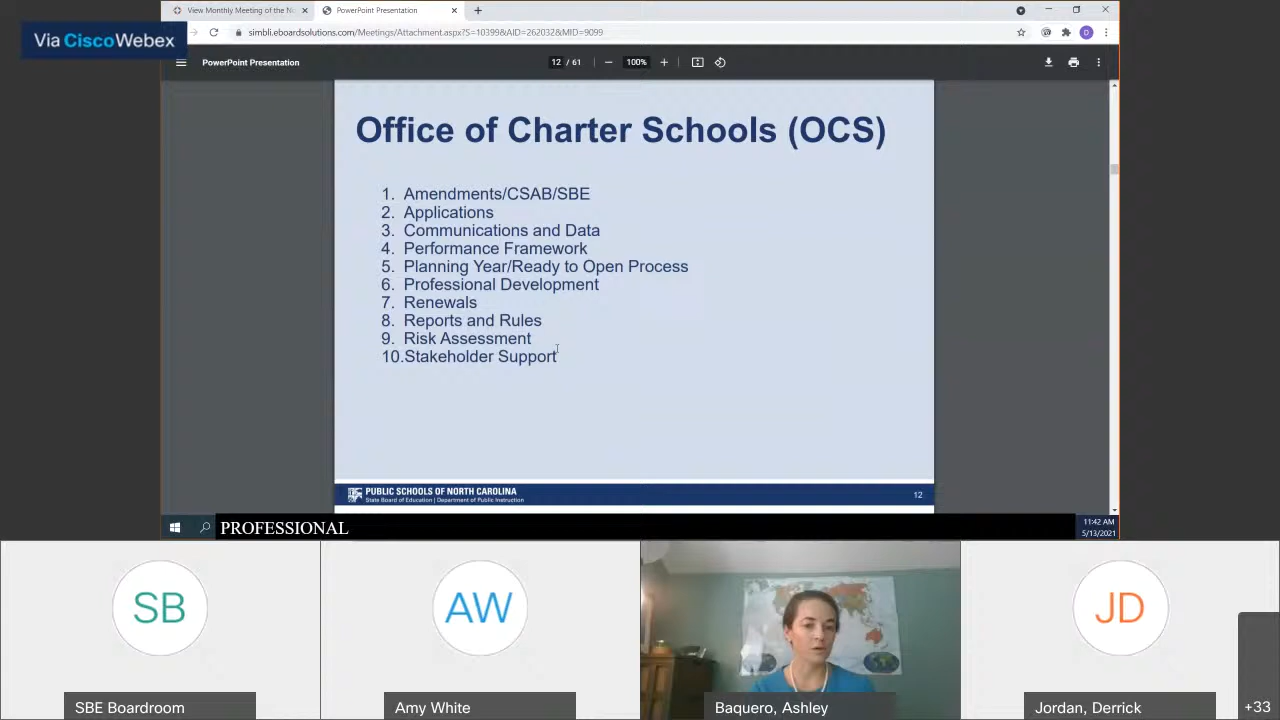 View Monthly Meeting of the No
PowerPoint Presentation
Via CiscoWebex
simbli.eboardsolutions.com/Meetings/Attachment.aspx?S=10399&AID=262032&MID=9099
D
PowerPoint Presentation
12 / 61
100%
Office of Charter Schools (OCS)
1. Amendments/CSAB/SBE
2. Applications
3. Communications and Data
4. Performance Framework
5. Planning Year/Ready to Open Process
6. Professional Development
7. Renewals
8. Reports and Rules
9. Risk Assessment
10.Stakeholder Support
PUBLIC SCHOOLS OF NORTH CAROLINA
State Board of Education | Department of Public Instruction
12
PROFESSIONAL
11:42 AM
5/13/2021
SB
AW
JD
SBE Boardroom
Amy White
Baquero, Ashley
Jordan, Derrick
+33